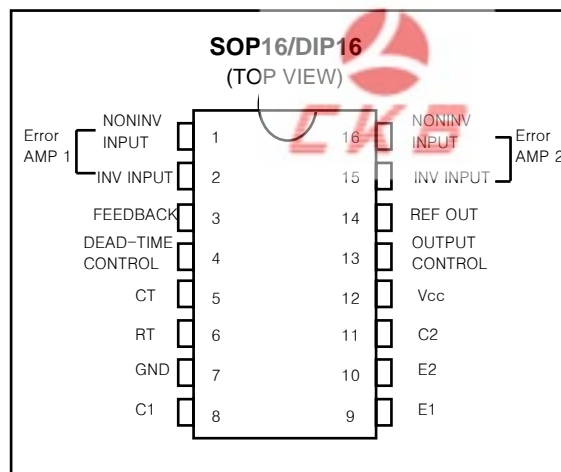 SOP16/DIP16
(TOP VIEW)
CKB
Error
AMP 1
NONINV
INPUT
1
INV INPUT
2
FEEDBACK
3
DEAD-TIME
CONTROL
4
CT
5
RT
6
GND
7
C1
8
16
NONINV
INPUT
Error
AMP 2
15
INV INPUT
14
REF OUT
13
OUTPUT
CONTROL
12
Vcc
11
C2
10
E2
9
E1